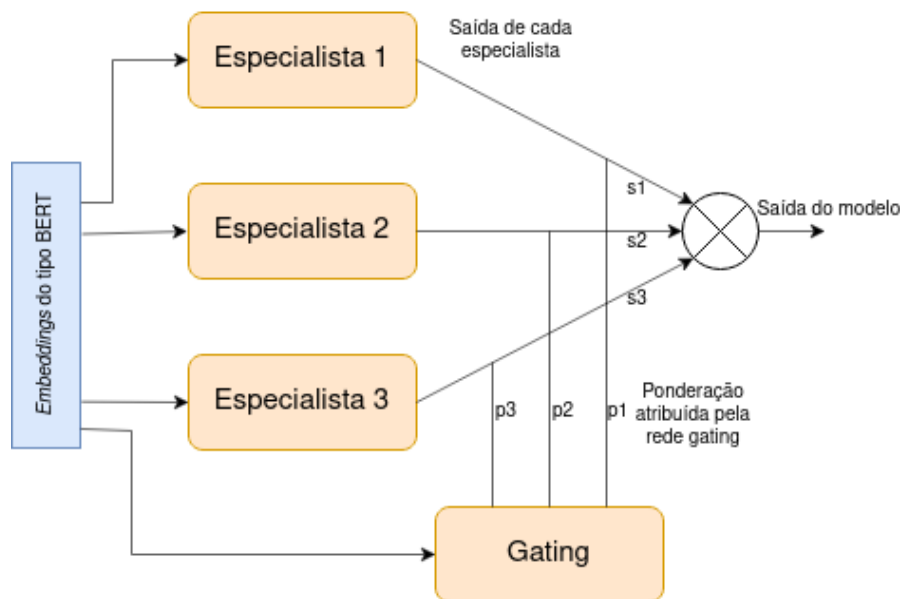 Especialista 1
Saída de cada
especialista
Embeddings do tipo BERT
Especialista 2
s1
s2
s3
Saída do modelo
Especialista 3
p3
p2
p1
Ponderação
atribuída pela
rede gating
Gating